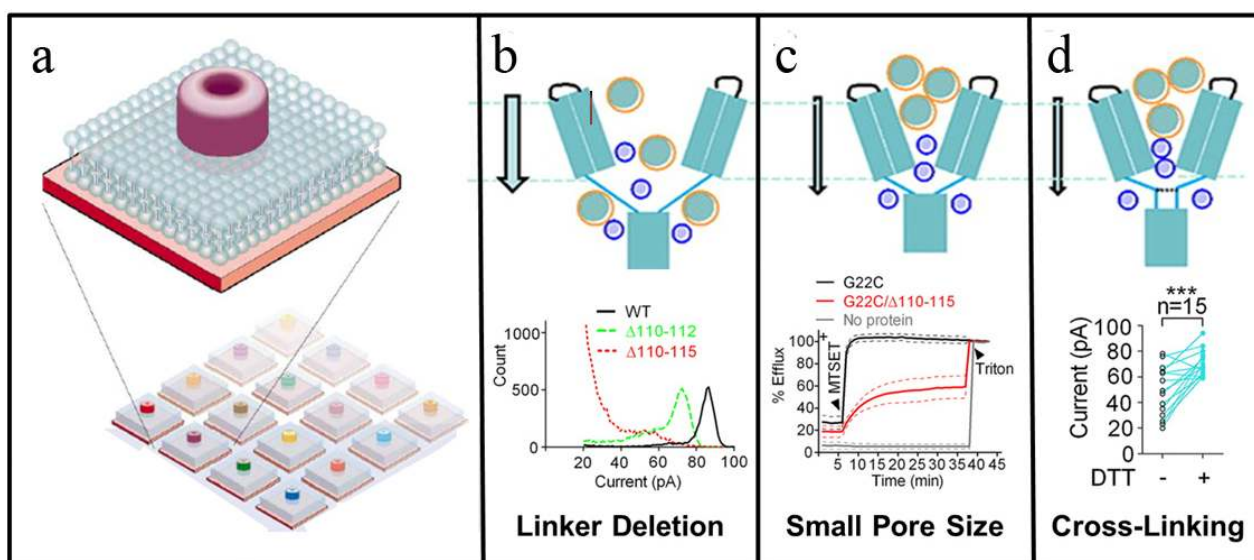 a
b
1000
500
0
Count
WT
Δ110-112
Δ110-115
20 40 60 80 100
Current (pA)
Linker Deletion
c
G22C
G22C/Δ110-115
No protein
+
100
80
60
40
20
0
% Efflux
MTSET
Triton
5 10 15 20 25 30 35 40 45
Time (min)
Small Pore Size
d
***
n=15
100
80
60
40
20
0
Current (pA)
DTT - +
Cross-Linking